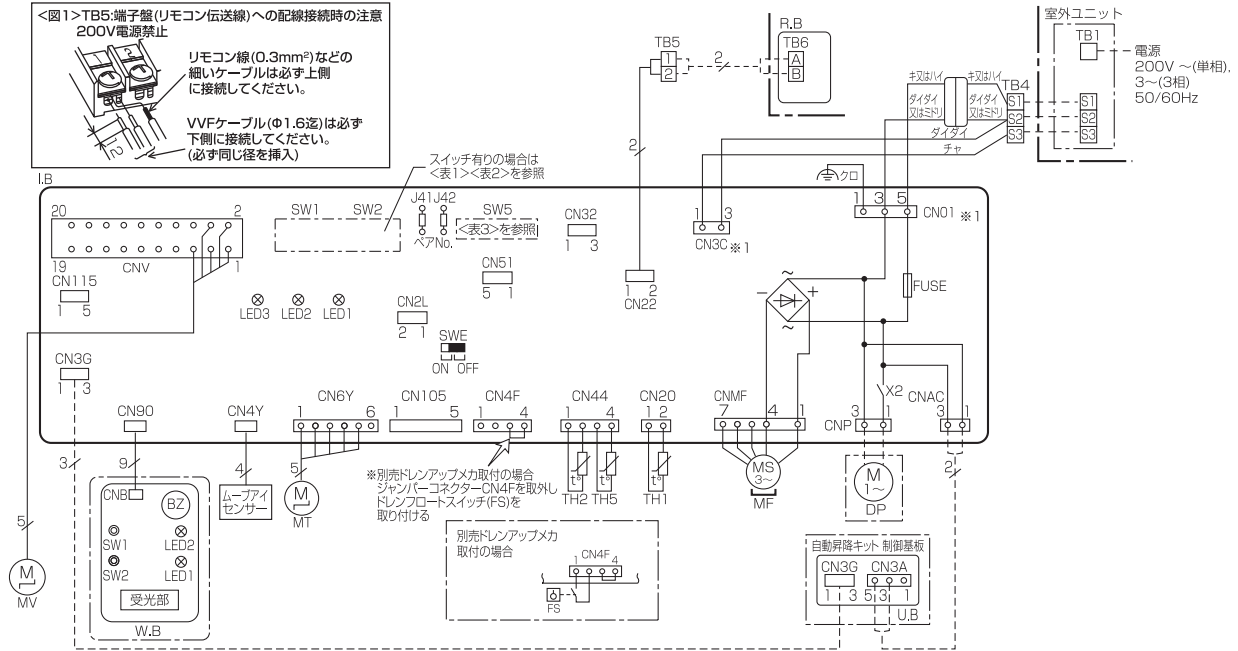 <図1>TB5:端子盤(リモコン伝送線)への配線接続時の注意
200V電源禁止
リモコン線(0.3mm²)などの
細いケーブルは必ず上側
に接続してください。
VVFケーブル(Φ1.6迄)は必ず
下側に接続してください。
(必ず同じ径を挿入)
12
TB5
1
2
2
R.B
TB6
A
B
室外ユニット
TB1
電源
200V ~(単相),
3~(3相)
50/60Hz
キ又はハイ
キ又はハイ
TB4
ダイダイ
又はミドリ
ダイダイ
又はミドリ
S1
S2
S3
S1
S2
S3
ダイダイ
チャ
2
スイッチ有りの場合は
<表1><表2>を参照
クロ
I.B
20
2
19
CNV
1
SW1
SW2
J41 J42
ペアNo.
SW5
<表3>を参照
CN32
1 3
1 3
CN3C ※1
1 3 5
CN01 ※1
CN115
1 5
LED3
LED2
LED1
CN51
5 1
CN2L
2 1
1 2
CN22
~
−
+
~
FUSE
SWE
ON OFF
CN3G
1 3
X2
CN90
CN4Y
CN6Y
1 6
CN105
1 5
CN4F
1 4
CN44
1 4
CN20
1 2
CNMF
7 4 1
CNP
3 1
CNAC
3 1
3
9
4
5
M
MT
※別売ドレンアップメカ取付の場合
ジャンパーコネクターCN4Fを取外し
ドレンフロートスイッチ(FS)を
取り付ける
t°
t°
t°
TH2 TH5
TH1
MS
3~
MF
M
1~
DP
2
CNB
BZ
SW1
LED2
SW2
LED1
受光部
W.B
ムーブアイ
センサー
5
M
MV
別売ドレンアップメカ
取付の場合
CN4F
1 4
FS
自動昇降キット 制御基板
CN3G
1 3
CN3A
5 3 1
U.B